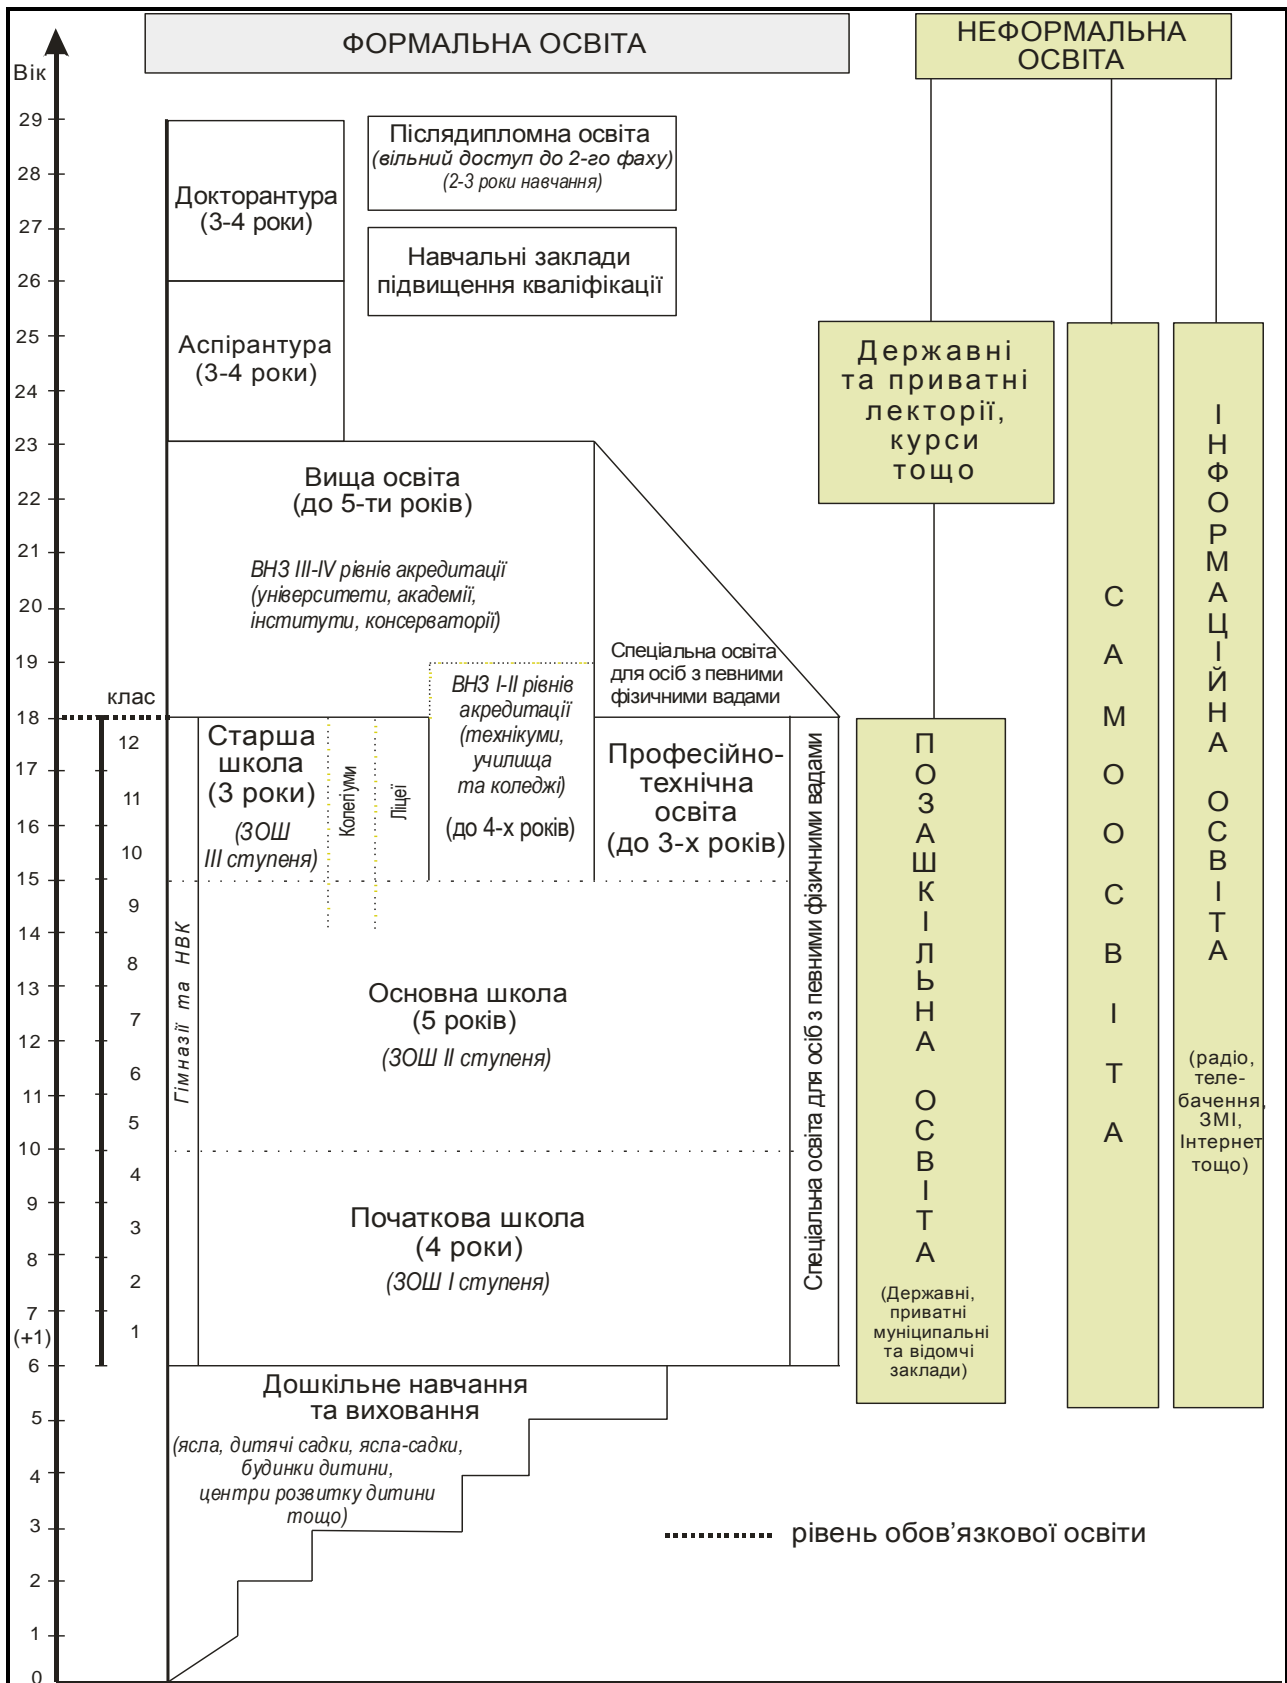 ФОРМАЛЬНА ОСВІТА
НЕФОРМАЛЬНА
ОСВІТА
Вік
29
28
27
26
25
24
23
22
21
20
19
18
17
16
15
14
13
12
11
10
9
8
7
(+1)
6
5
4
3
2
1
0
клас
12
11
10
9
8
7
6
5
4
3
2
1
Докторантура
(3-4 роки)
Післядипломна освіта
(вільний доступ до 2-го фаху)
(2-3 роки навчання)
Навчальні заклади
підвищення кваліфікації
Аспірантура
(3-4 роки)
Вища освіта
(до 5-ти років)
ВНЗ III-IV рівнів акредитації
(університети, академії,
інститути, консерваторії)
Спеціальна освіта
для осіб з певними
фізичними вадами
ВНЗ I-II рівнів
акредитації
(технікуми,
училища
та коледжі)
(до 4-х років)
Старша
школа
(3 роки)
(ЗОШ
III ступеня)
Колегіуми
Ліцеї
Професійно-
технічна
освіта
(до 3-х років)
Гімназії та НВК
Спеціальна освіта для осіб з певними фізичними вадами
Основна школа
(5 років)
(ЗОШ II ступеня)
Початкова школа
(4 роки)
(ЗОШ I ступеня)
Дошкільне навчання
та виховання
(ясла, дитячі садки, ясла-садки,
будинки дитини,
центри розвитку дитини
тощо)
рівень обов’язкової освіти
Державні
та приватні
лекторії,
курси
тощо
ПОЗАШКІЛЬНА ОСВІТА
(Державні,
приватні
муніципальні
та відомчі
заклади)
САМООСВІТА
ІНФОРМАЦІЙНА ОСВІТА
(радіо,
теле-
бачення,
ЗМІ,
Інтернет
тощо)